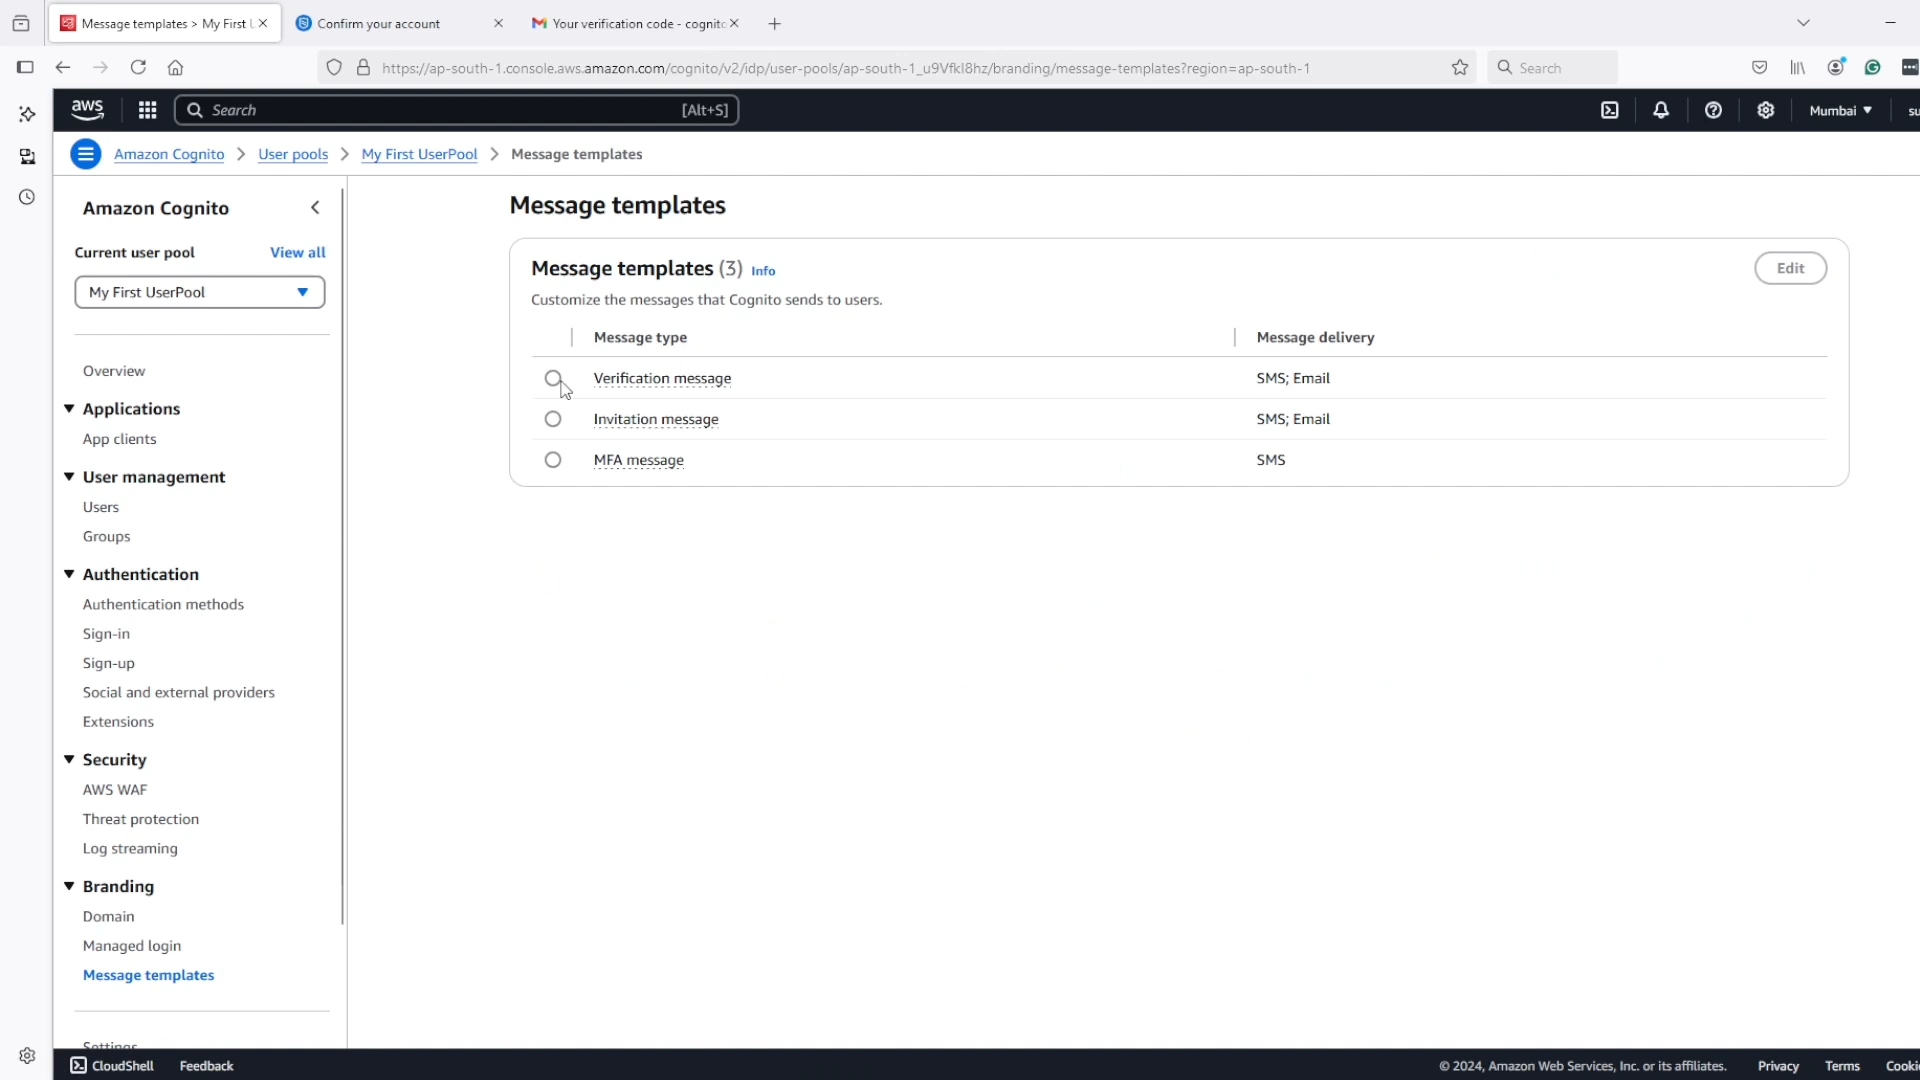 Message templates > My First U
Confirm your account
Your verification code - cognito
https://ap-south-1.console.aws.amazon.com/cognito/v2/idp/user-pools/ap-south-1_u9Vfkl8hz/branding/message-templates?region=ap-south-1
Search
aws
Search
[Alt+S]
Mumbai
su
Amazon Cognito
User pools
My First UserPool
Message templates
Amazon Cognito
Current user pool
View all
My First UserPool
Overview
Applications
App clients
User management
Users
Groups
Authentication
Authentication methods
Sign-in
Sign-up
Social and external providers
Extensions
Security
AWS WAF
Threat protection
Log streaming
Branding
Domain
Managed login
Message templates
Settings
Message templates
Message templates (3) Info
Edit
Customize the messages that Cognito sends to users.
Message type
Message delivery
Verification message
SMS; Email
Invitation message
SMS; Email
MFA message
SMS
CloudShell
Feedback
© 2024, Amazon Web Services, Inc. or its affiliates.
Privacy
Terms
Cookie